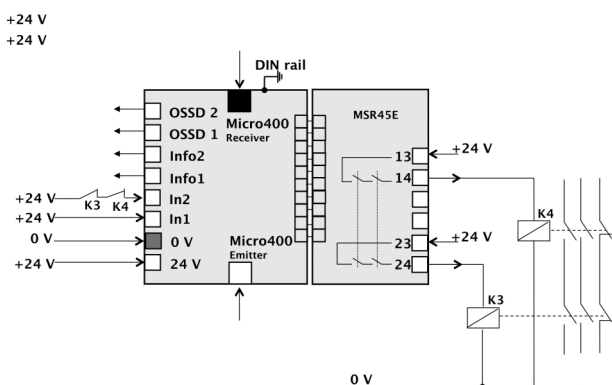 +24 V
+24 V
DIN rail
OSSD 2
OSSD 1
Info2
Info1
In2
In1
0 V
24 V
Micro400
Receiver
Micro400
Emitter
MSR45E
13
14
23
24
+24 V
+24 V
+24 V
K3
K4
+24 V
0 V
+24 V
K4
K3
0 V